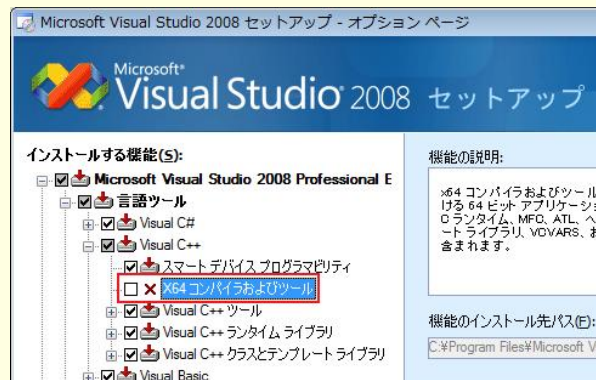 Microsoft Visual Studio 2008 セットアップ - オプション ページ
Microsoft®
Visual Studio® 2008 セットアップ
インストールする機能(S):
Microsoft Visual Studio 2008 Professional E
言語ツール
Visual C#
Visual C++
スマート デバイス プログラマビリティ
X64 コンパイラおよびツール
Visual C++ ツール
Visual C++ ランタイム ライブラリ
Visual C++ クラスとテンプレート ライブラリ
Visual Basic
機能の説明:
x64 コンパイラおよびツール
ける 64 ビット アプリケーショ
C ランタイム、MFC、ATL、ヘ
ート ライブラリ、VCVARS、
含まれます。
機能のインストール先パス(F):
C:¥Program Files¥Microsoft V